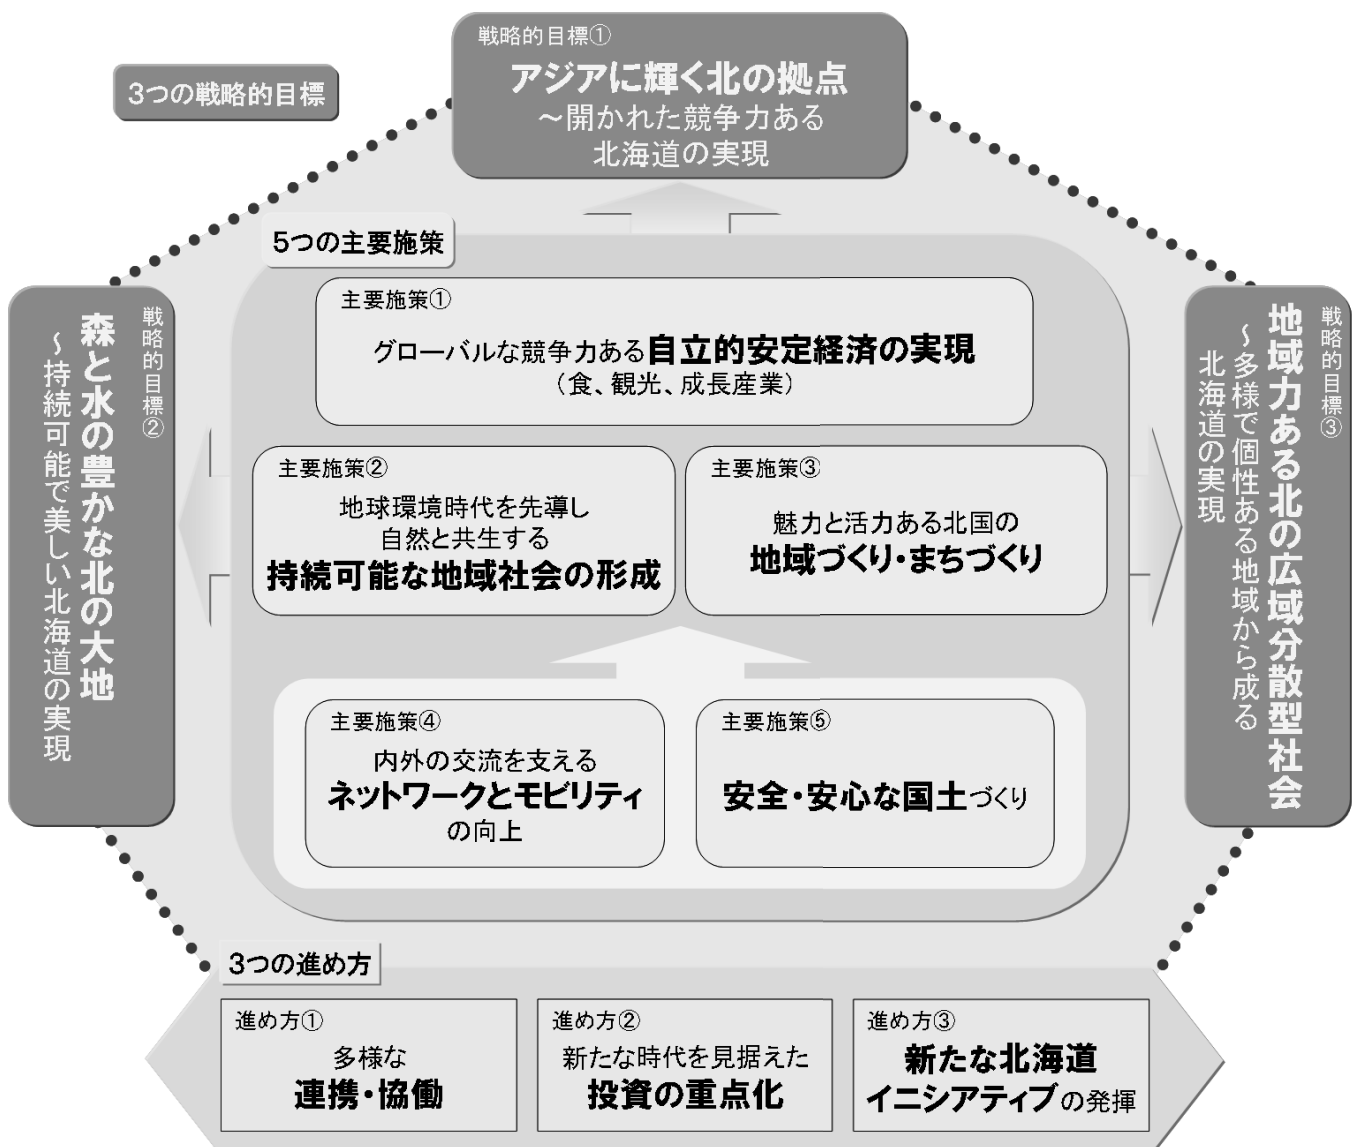 3つの戦略的目標
戦略的目標①
アジアに輝く北の拠点
～開かれた競争力ある
北海道の実現
戦略的目標②
森と水の豊かな北の大地
～持続可能で美しい北海道の実現
戦略的目標③
地域力ある北の広域分散型社会
～多様で個性ある地域から成る
北海道の実現
5つの主要施策
主要施策①
グローバルな競争力ある自立的安定経済の実現
（食、観光、成長産業）
主要施策②
地球環境時代を先導し
自然と共生する
持続可能な地域社会の形成
主要施策③
魅力と活力ある北国の
地域づくり・まちづくり
主要施策④
内外の交流を支える
ネットワークとモビリティ
の向上
主要施策⑤
安全・安心な国土づくり
3つの進め方
進め方①
多様な
連携・協働
進め方②
新たな時代を見据えた
投資の重点化
進め方③
新たな北海道
イニシアティブの発揮